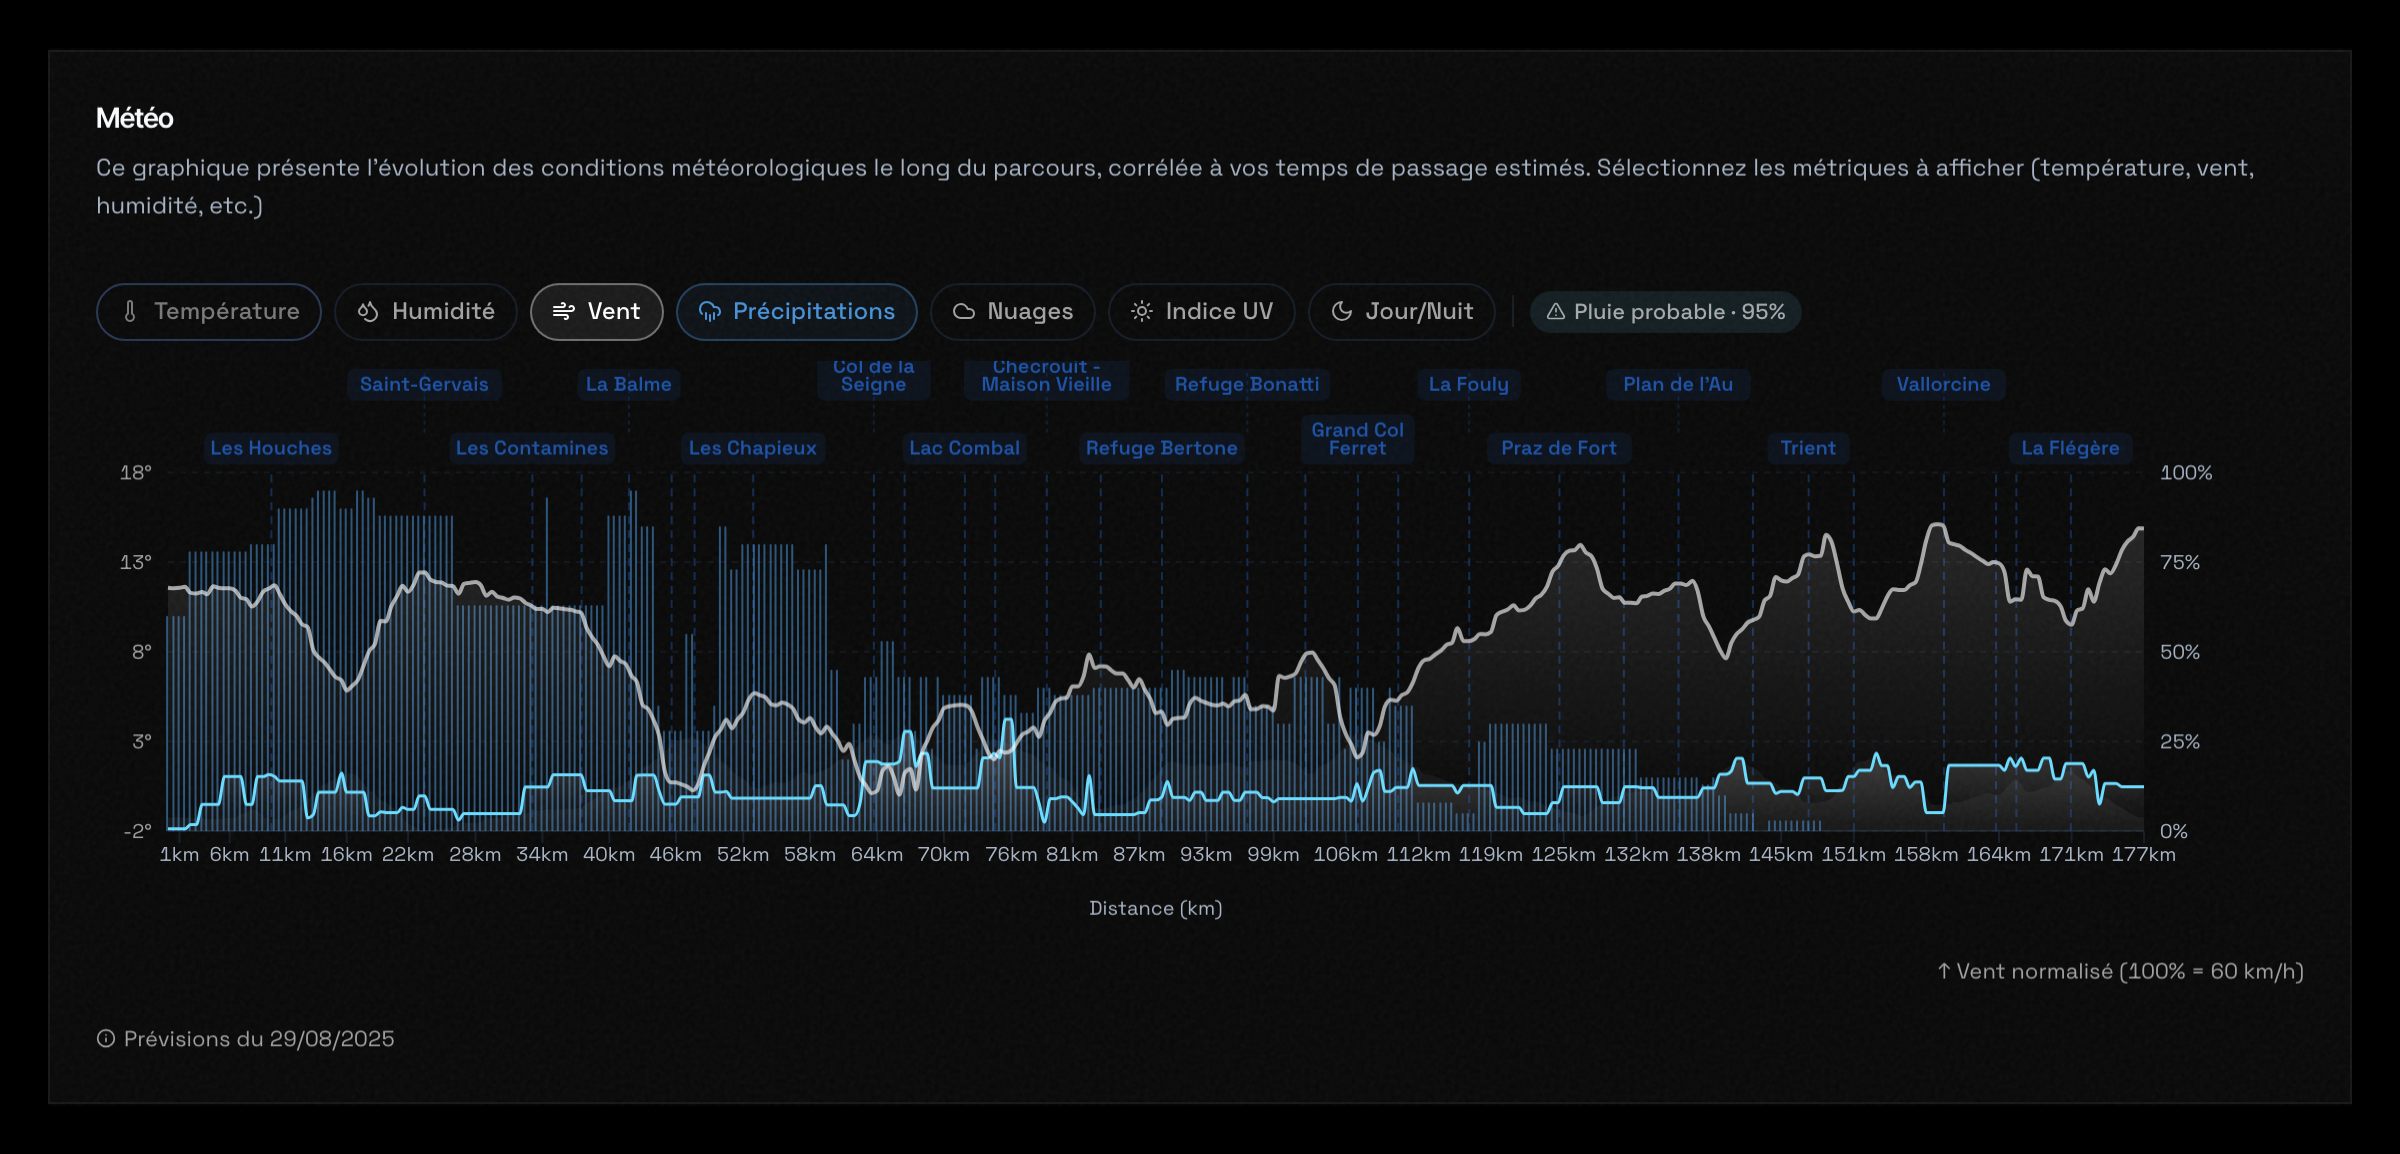 Météo
Ce graphique présente l'évolution des conditions météorologiques le long du parcours, corrélée à vos temps de passage estimés. Sélectionnez les métriques à afficher (température, vent,
humidité, etc.)
Température
Humidité
Vent
Précipitations
Nuages
Indice UV
Jour/Nuit
Pluie probable · 95%
Saint-Gervais
La Balme
Col de la
Seigne
Checrouit -
Maison Vieille
Refuge Bonatti
La Fouly
Plan de l'Au
Vallorcine
Les Houches
Les Contamines
Les Chapieux
Lac Combal
Refuge Bertone
Grand Col
Ferret
Praz de Fort
Trient
La Flégère
18°
13°
8°
3°
-2°
100%
75%
50%
25%
0%
1km 6km 11km 16km 22km 28km 34km 40km 46km 52km 58km 64km 70km 76km 81km 87km 93km 99km 106km 112km 119km 125km 132km 138km 145km 151km 158km 164km 171km 177km
Distance (km)
↑ Vent normalisé (100% = 60 km/h)
Prévisions du 29/08/2025